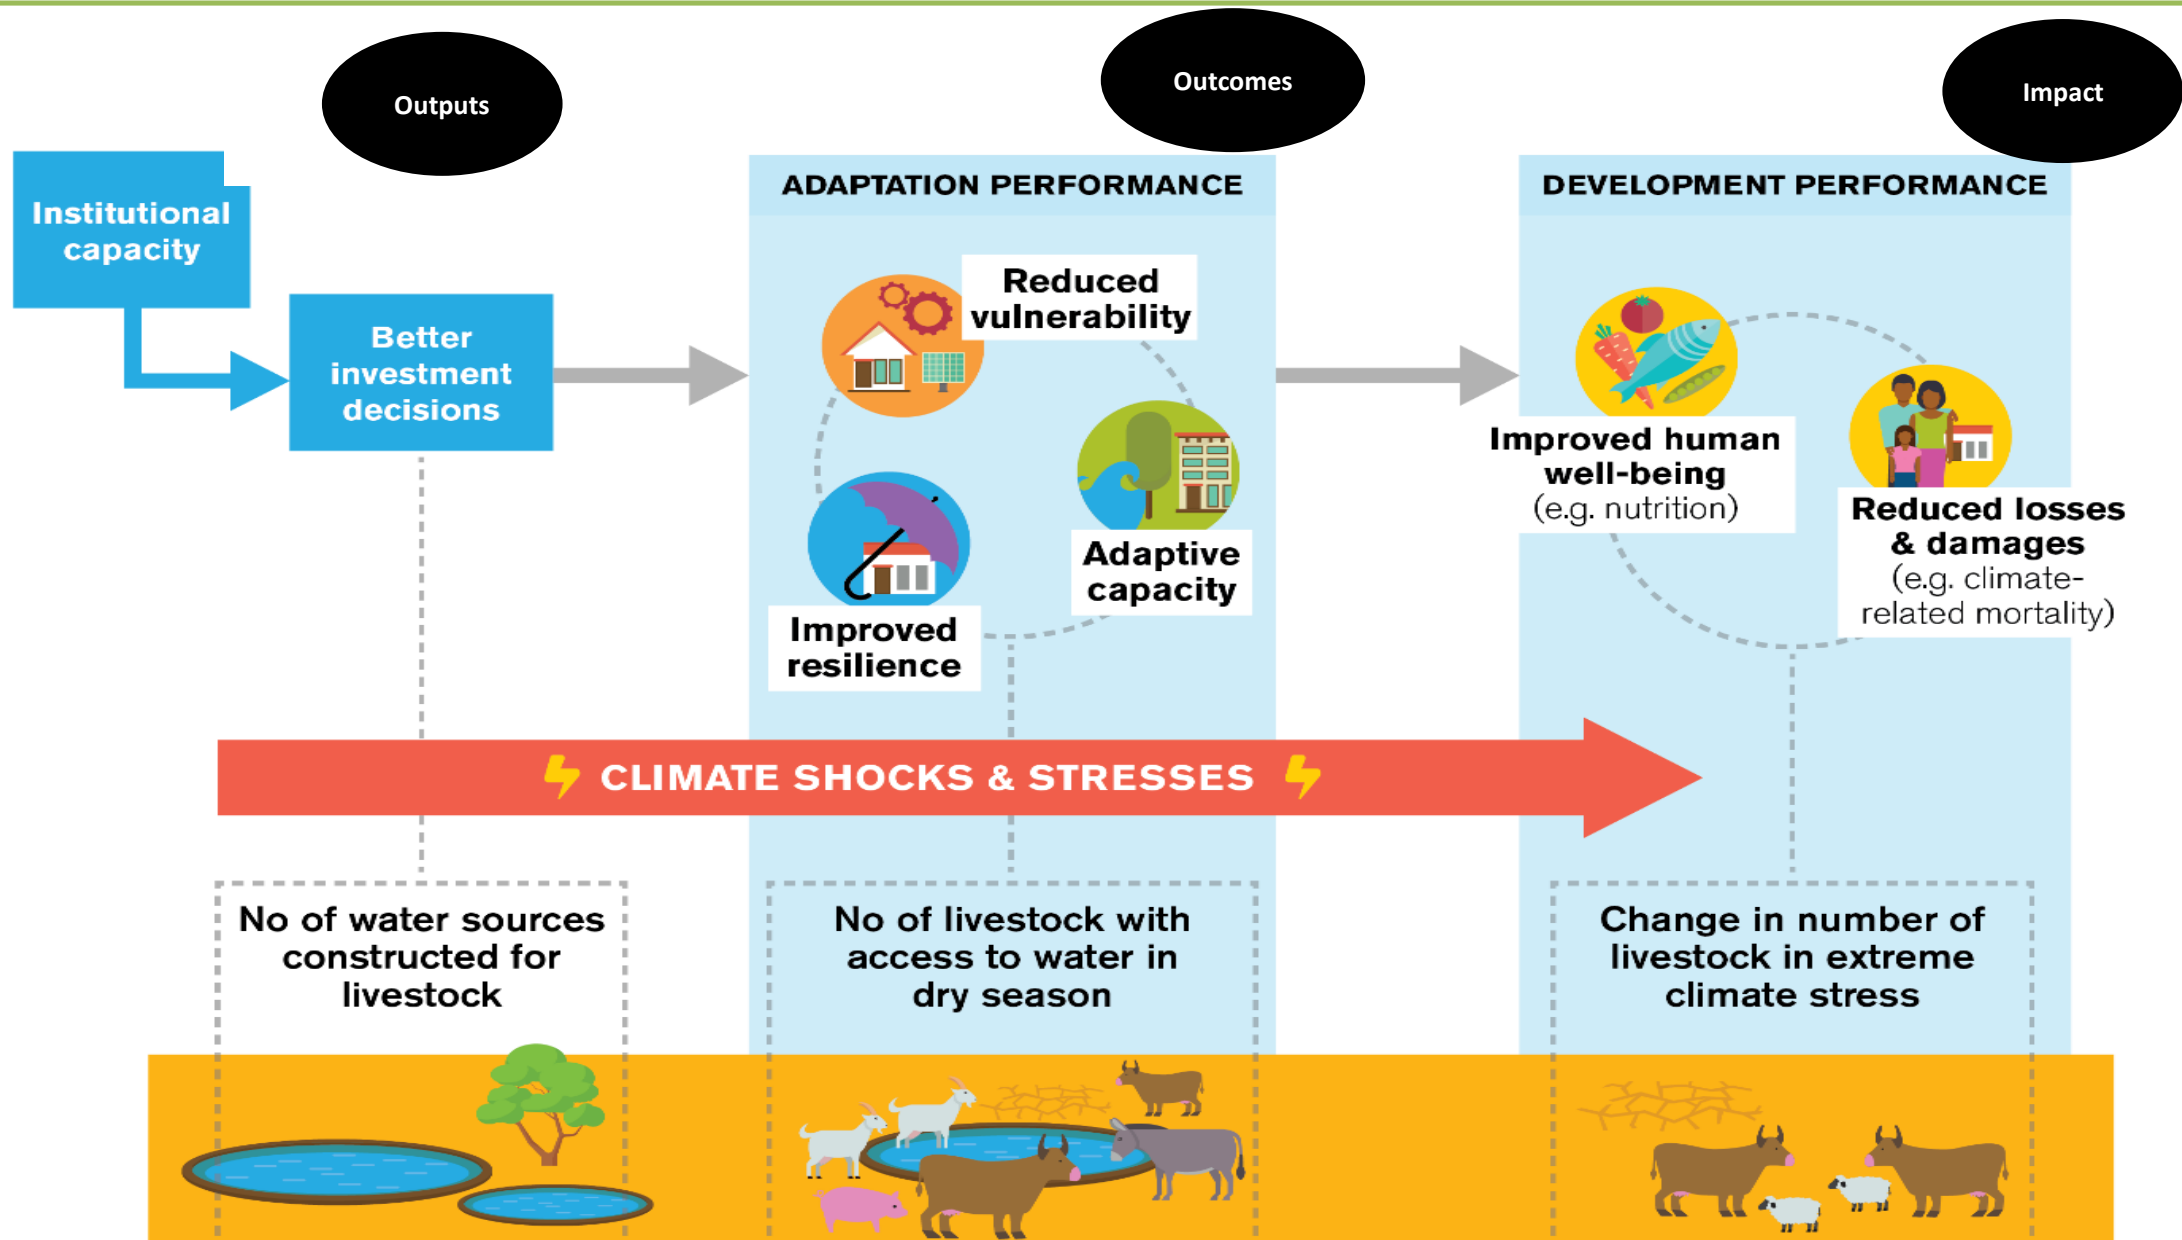 Outputs
Outcomes
Impact
Institutional
capacity
Better
investment
decisions
ADAPTATION PERFORMANCE
Reduced
vulnerability
Adaptive
capacity
Improved
resilience
DEVELOPMENT PERFORMANCE
Improved human
well-being
(e.g. nutrition)
Reduced losses
& damages
(e.g. climate-
related mortality)
CLIMATE SHOCKS & STRESSES
No of water sources
constructed for
livestock
No of livestock with
access to water in
dry season
Change in number of
livestock in extreme
climate stress